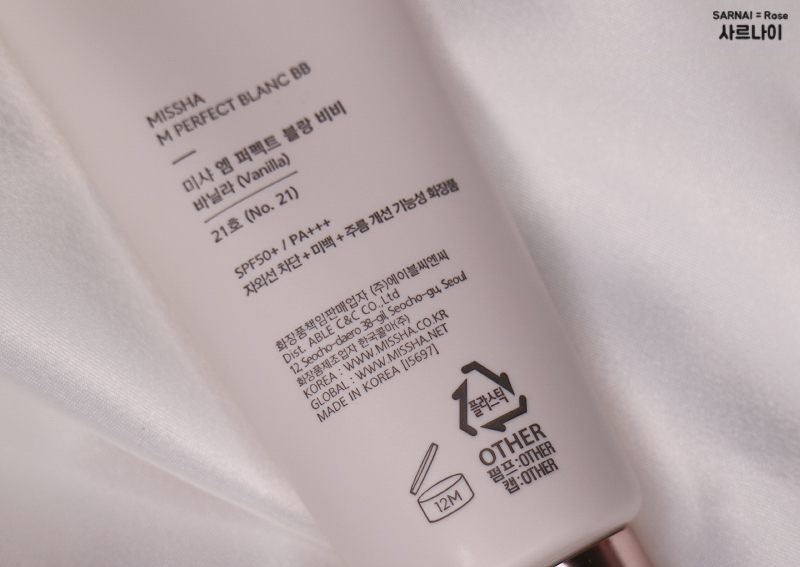 SARNAI = Rose
사르나이
MISSHA
M PERFECT BLANC BB
미샤 엠 퍼펙트 블랑 비비
바닐라 (Vanilla)
21호 (No. 21)
SPF50+ / PA+++
자외선 차단 + 미백 + 주름 개선 기능성 화장품
화장품책임판매업자 (주)에이블씨엔씨
Dist. ABLE C&C CO.,Ltd
12, Seocho-daero 38-gil, Seocho-gu, Seoul
화장품제조업자 한국콜마(주)
KOREA : WWW.MISSHA.CO.KR
GLOBAL : WWW.MISSHA.NET
MADE IN KOREA [I5697]
플라스틱
OTHER
펌프:OTHER
캡:OTHER
12M